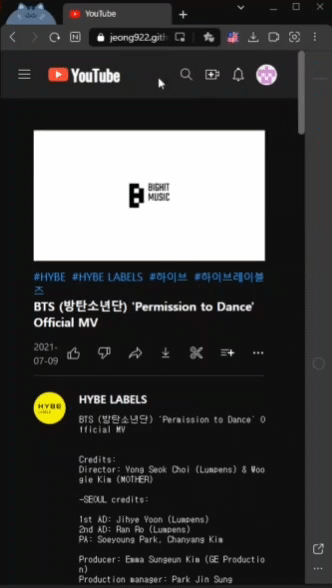 YouTube
jeong922.gith
YouTube
BIGHIT
MUSIC
#HYBE #HYBE LABELS #하이브 #하이브레이블
즈
BTS (방탄소년단) 'Permission to Dance'
Official MV
2021-
07-09
HYBE
LABELS
HYBE LABELS
BTS (방탄소년단) 'Permission to Dance' O
fficial MV
Credits:
Director: Yong Seok Choi (Lumpens) & Woo
gie Kim (MOTHER)
-SEOUL credits:
1st AD: Jihye Yoon (Lumpens)
2nd AD: Ran Ro (Lumpens)
PA: Soeyoung Park, Chanyang Kim
Producer: Emma Sungeun Kim (GE Productio
n)
Production manager: Park Jin Sung